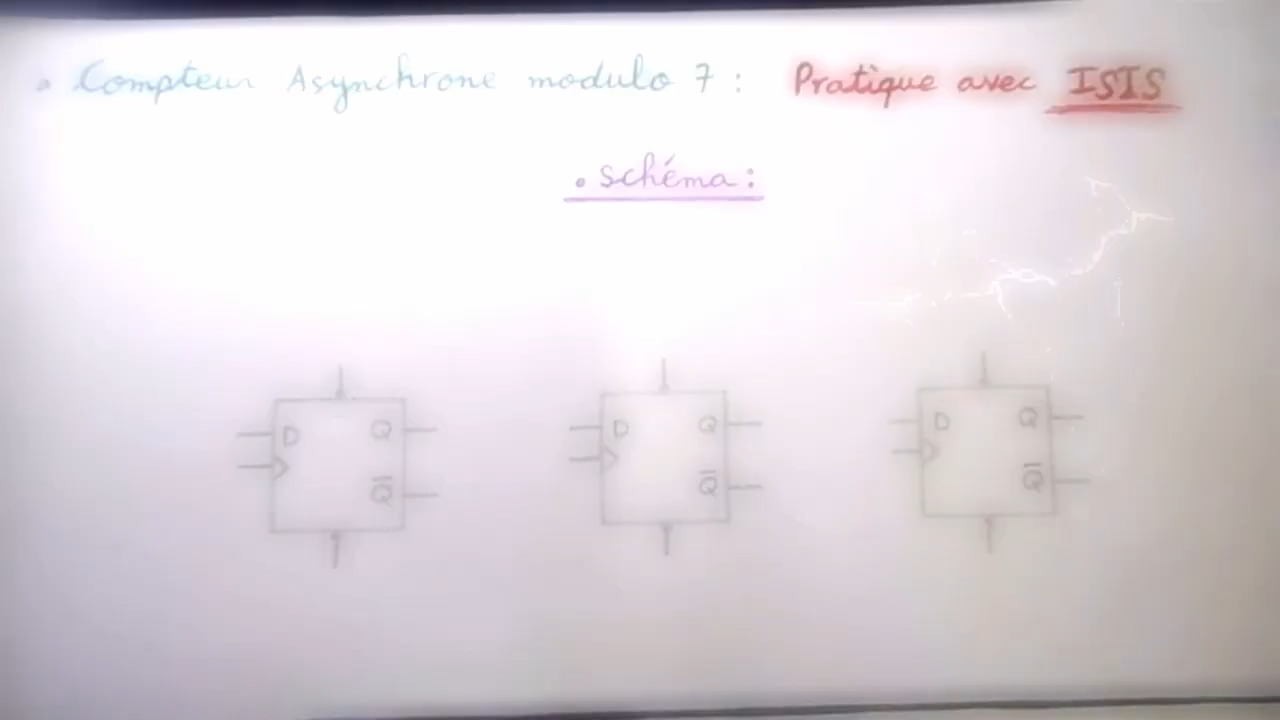 • Compteur Asynchrone modulo 7 : Pratique avec ISIS
• schéma :
D Q D Q D Q
Q̅ Q̅ Q̅